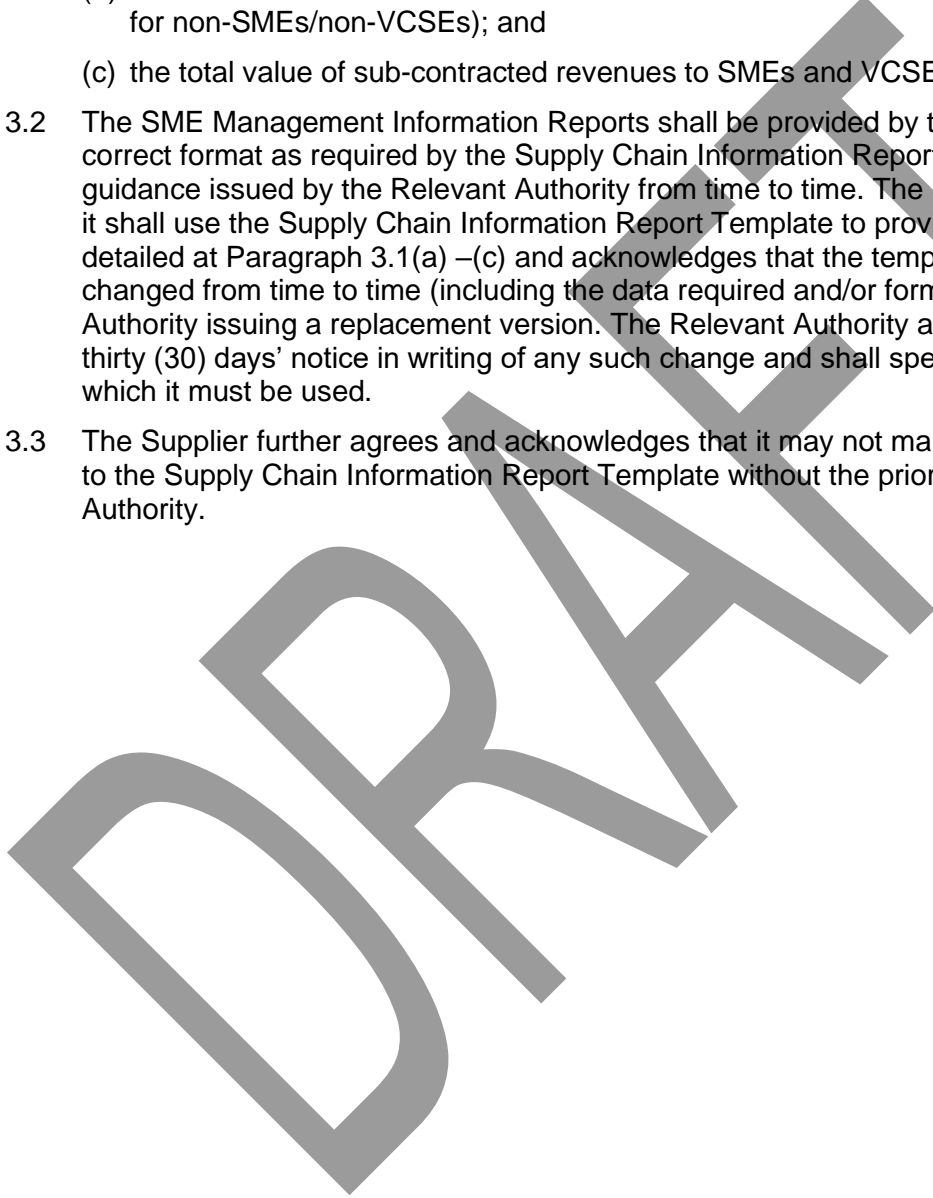 for non-SMEs/non-VCSEs); and
(c) the total value of sub-contracted revenues to SMEs and VCSE
3.2 The SME Management Information Reports shall be provided by t
correct format as required by the Supply Chain Information Report
guidance issued by the Relevant Authority from time to time. The
it shall use the Supply Chain Information Report Template to prov
detailed at Paragraph 3.1(a) –(c) and acknowledges that the temp
changed from time to time (including the data required and/or form
Authority issuing a replacement version. The Relevant Authority a
thirty (30) days’ notice in writing of any such change and shall spe
which it must be used.
3.3 The Supplier further agrees and acknowledges that it may not ma
to the Supply Chain Information Report Template without the prior
Authority.
DRAFT